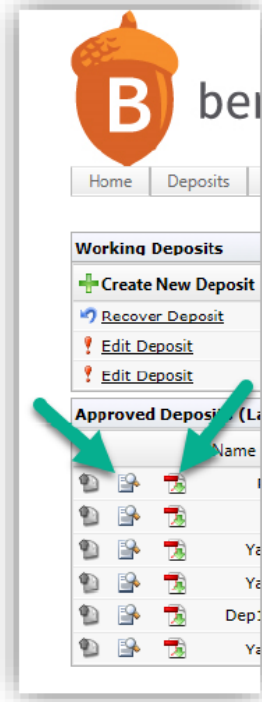 B
ber
Home Deposits
Working Deposits
Create New Deposit
Recover Deposit
Edit Deposit
Edit Deposit
Approved Deposits (La
Name
Ya
Ya
Dep1
Ya